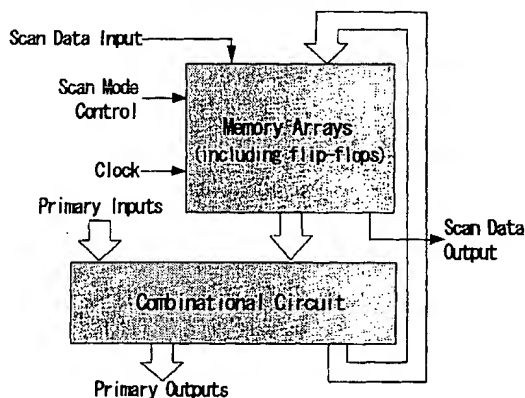 Scan Data Input
Scan Mode
Control
Memory Arrays
(including flip-flops)
Clock
Primary Inputs
Scan Data
Output
Combinational Circuit
Primary Outputs